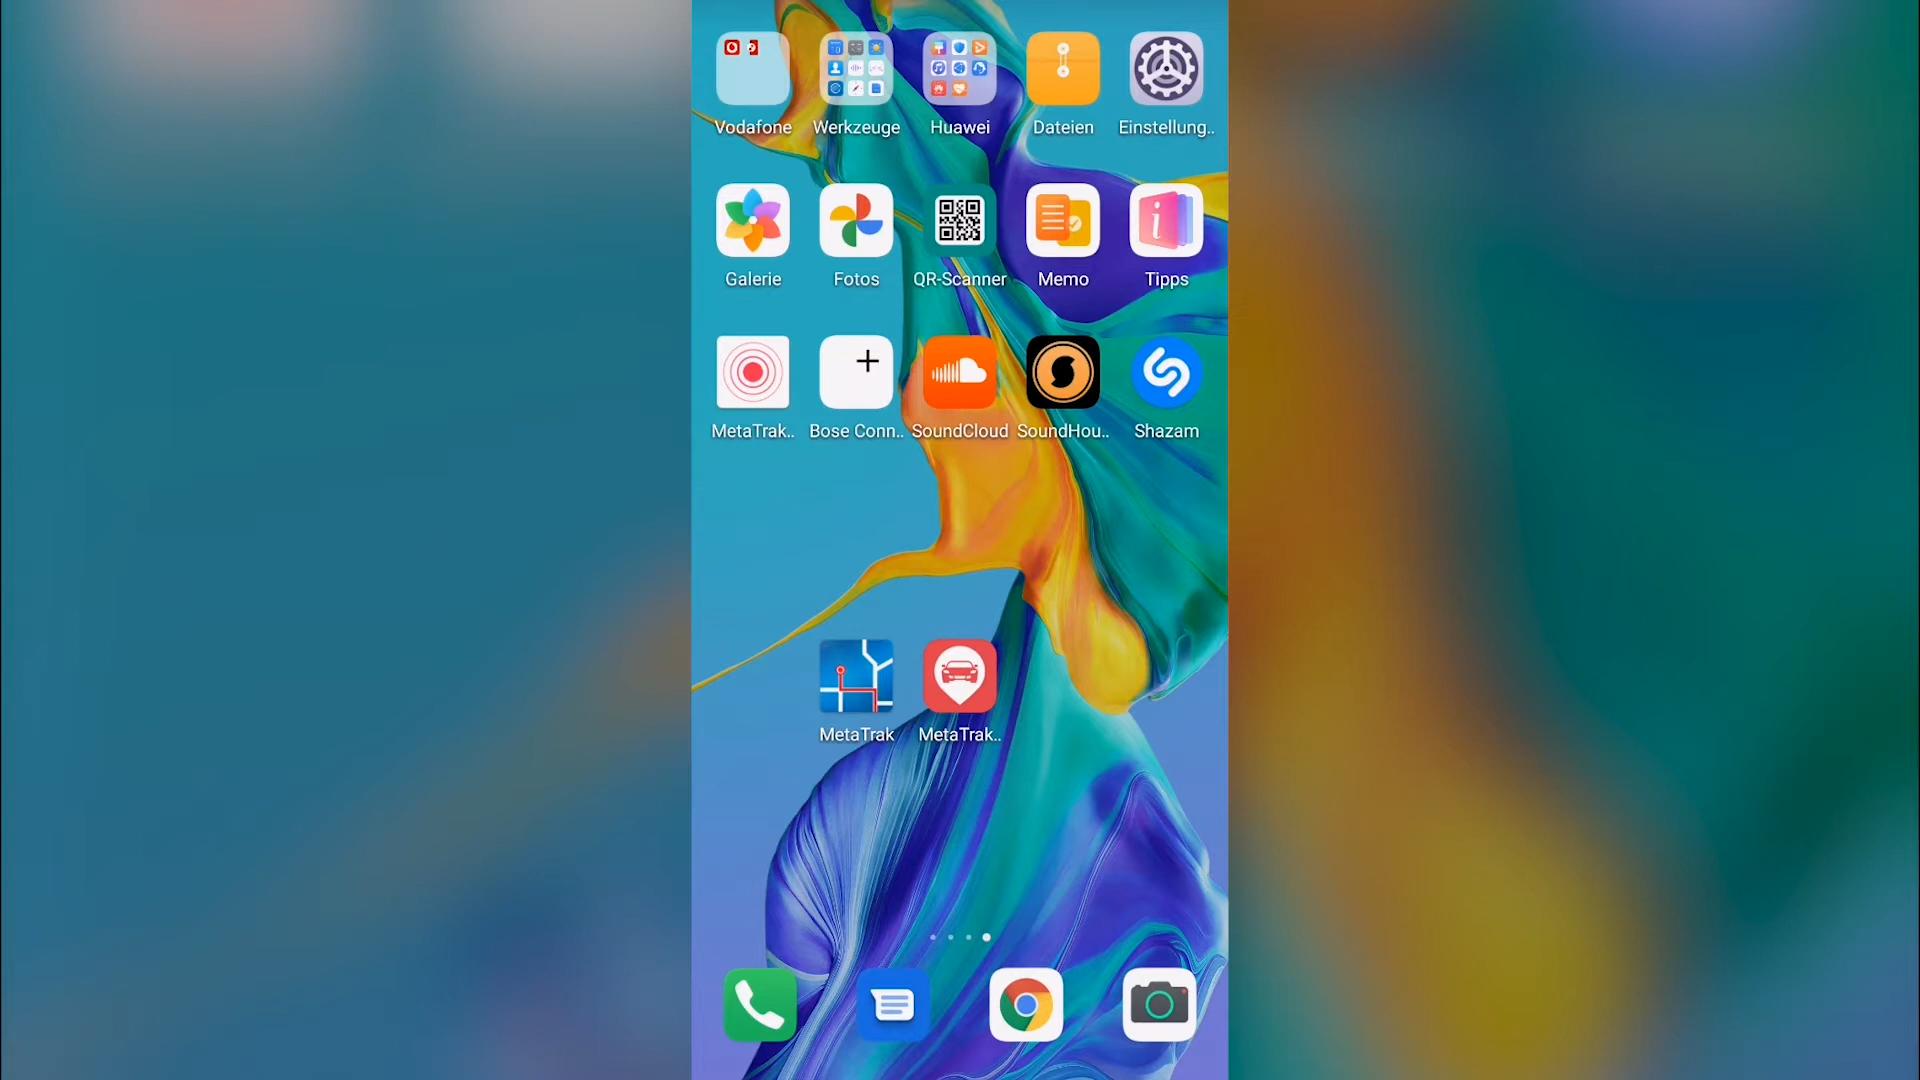 Vodafone Werkzeuge Huawei Dateien Einstellung..
Galerie Fotos QR-Scanner Memo Tipps
MetaTrak.. Bose Conn.. SoundCloud SoundHou.. Shazam
MetaTrak MetaTrak..